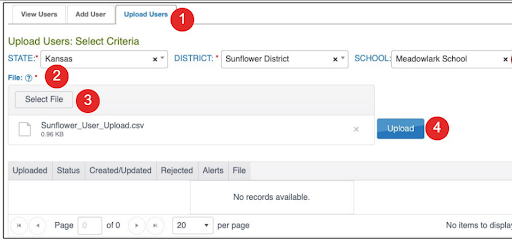 View Users Add User Upload Users 1
Upload Users: Select Criteria
STATE:* Kansas × DISTRICT: * Sunflower District × SCHOOL: Meadowlark School ×
File: ? * 2
Select File 3
Sunflower_User_Upload.csv ×
0.96 KB
Upload 4
Uploaded Status Created/Updated Rejected Alerts File
No records available.
Page 0 of 0 20 per page No items to display